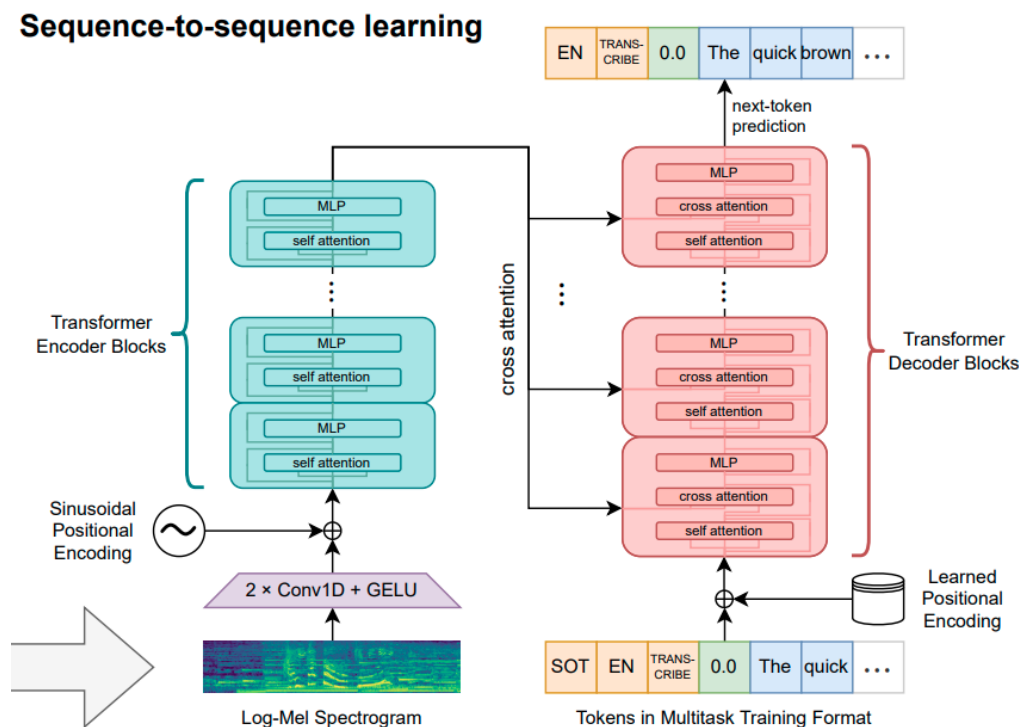 Sequence-to-sequence learning
EN
TRANS-
CRIBE
0.0
The
quick
brown
...
next-token
prediction
Transformer
Encoder Blocks
MLP
self attention
...
MLP
self attention
MLP
self attention
cross attention
...
MLP
cross attention
self attention
...
MLP
cross attention
self attention
MLP
cross attention
self attention
Transformer
Decoder Blocks
Sinusoidal
Positional
Encoding
2 × Conv1D + GELU
Log-Mel Spectrogram
Learned
Positional
Encoding
SOT
EN
TRANS-
CRIBE
0.0
The
quick
...
Tokens in Multitask Training Format